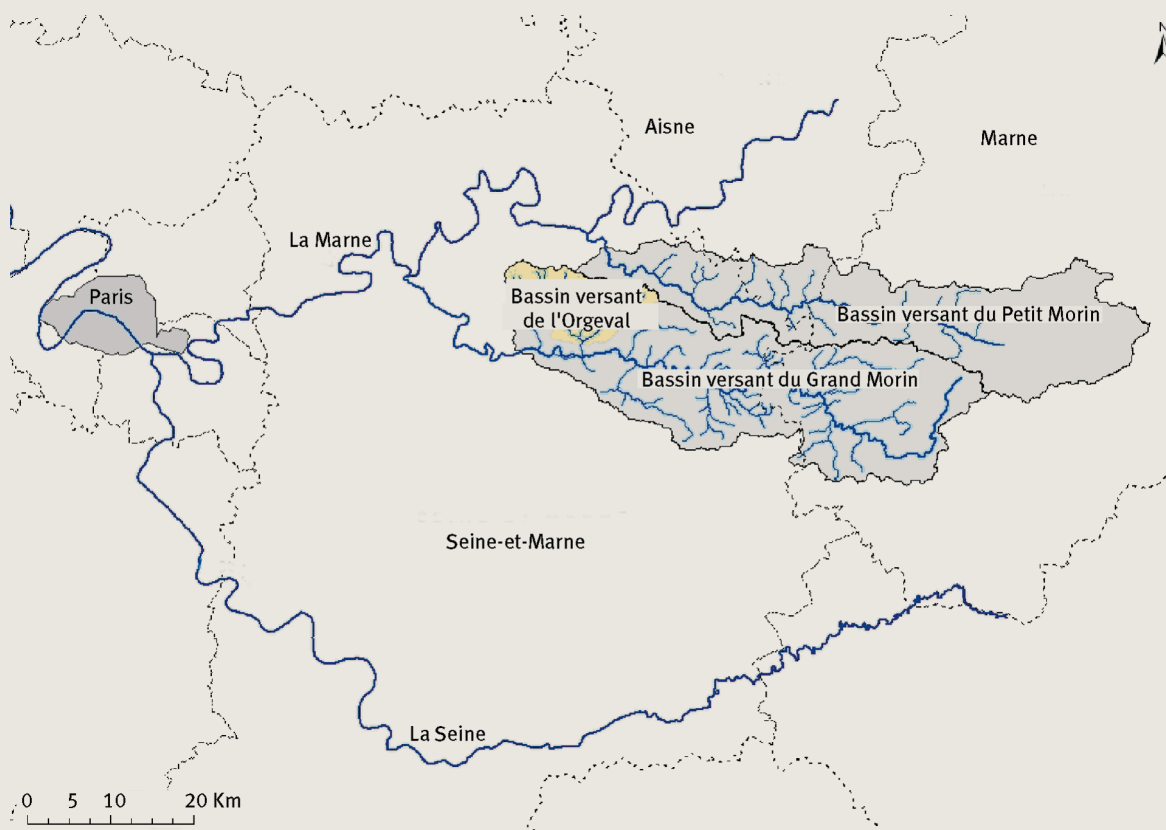 N
Aisne
Marne
La Marne
Paris
Bassin versant
de l'Orgeval
Bassin versant du Petit Morin
Bassin versant du Grand Morin
Seine-et-Marne
La Seine
0 5 10 20 Km